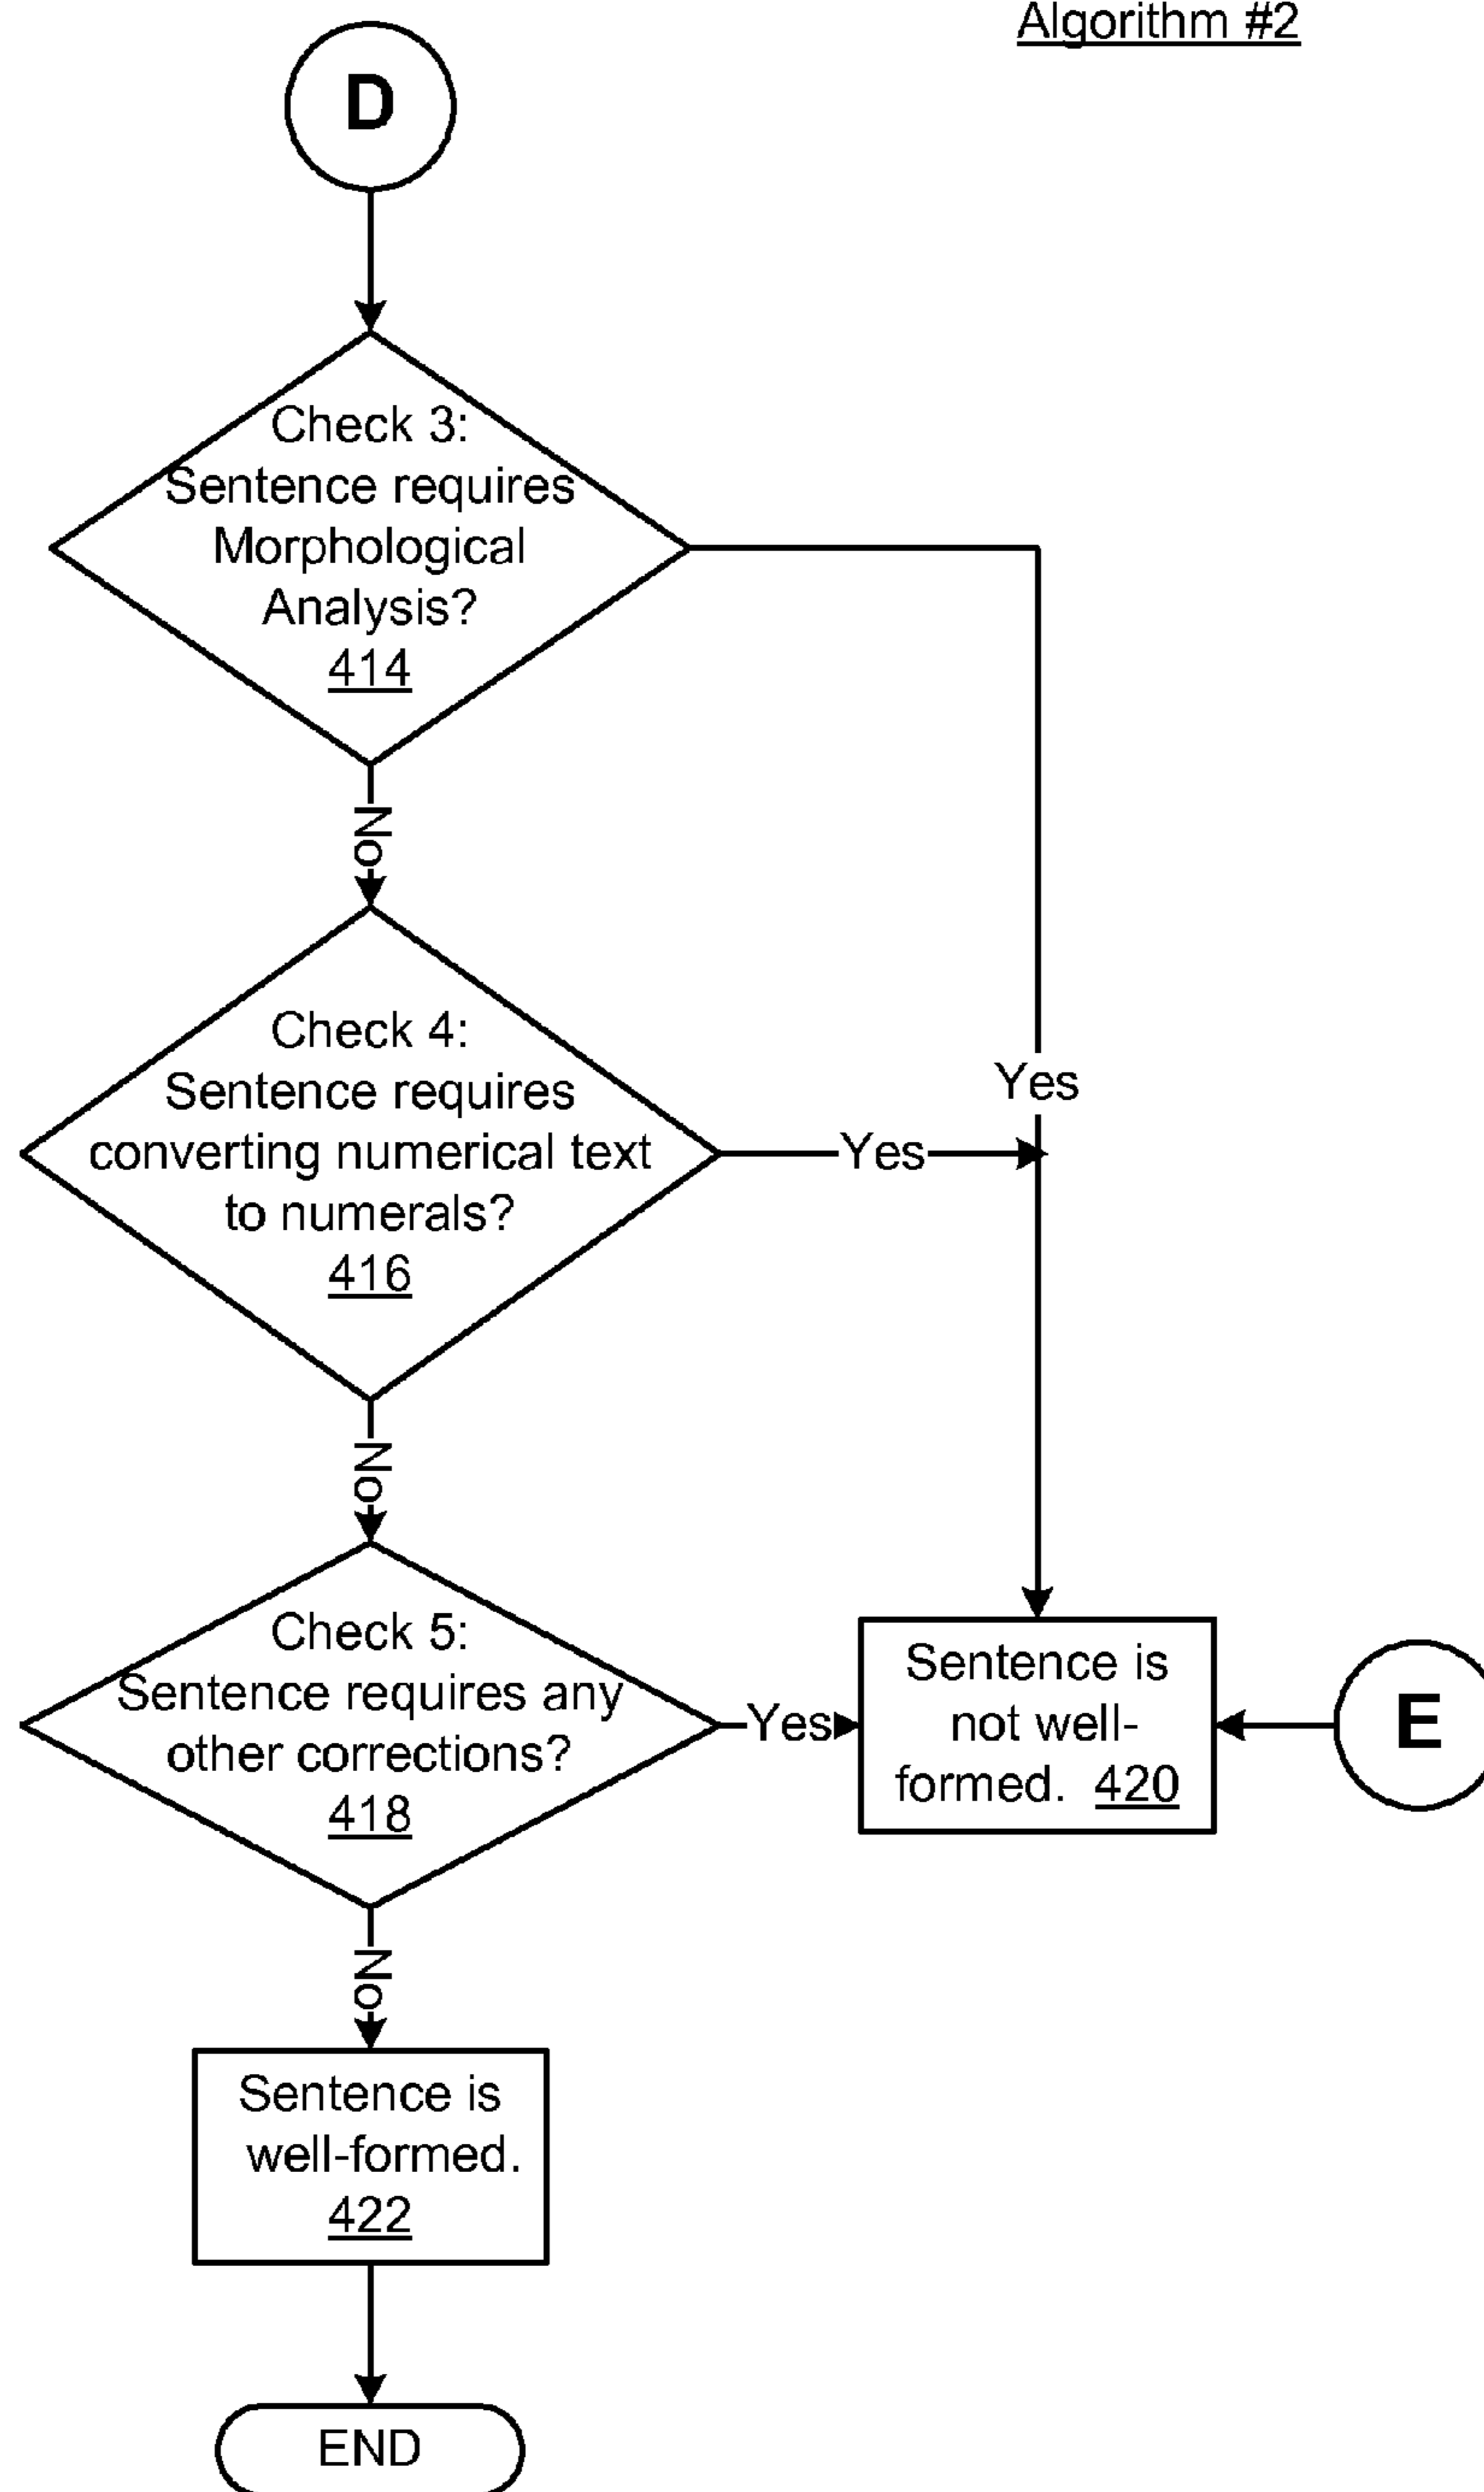 Algorithm #2
D
Check 3:
Sentence requires
Morphological
Analysis?
414
No
Yes
Check 4:
Sentence requires
converting numerical text
to numerals?
416
Yes
No
Check 5:
Sentence requires any
other corrections?
418
Yes
Sentence is
not well-
formed. 420
E
No
Sentence is
well-formed.
422
END